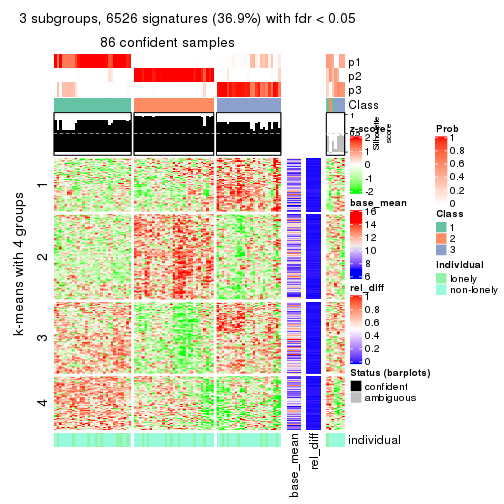 3 subgroups, 6526 signatures (36.9%) with fdr < 0.05
86 confident samples
p1
p2
p3
Class
1
0.5
0
Silhouette
score
z-score
2
1
0
-1
-2
base_mean
16
14
12
10
8
6
rel_diff
1
0.8
0.6
0.4
0.2
0
Status (barplots)
confident
ambiguous
Prob
1
0.8
0.6
0.4
0.2
0
Class
1
2
3
individual
lonely
non-lonely
k-means with 4 groups
1
2
3
4
individual
base_mean
rel_diff